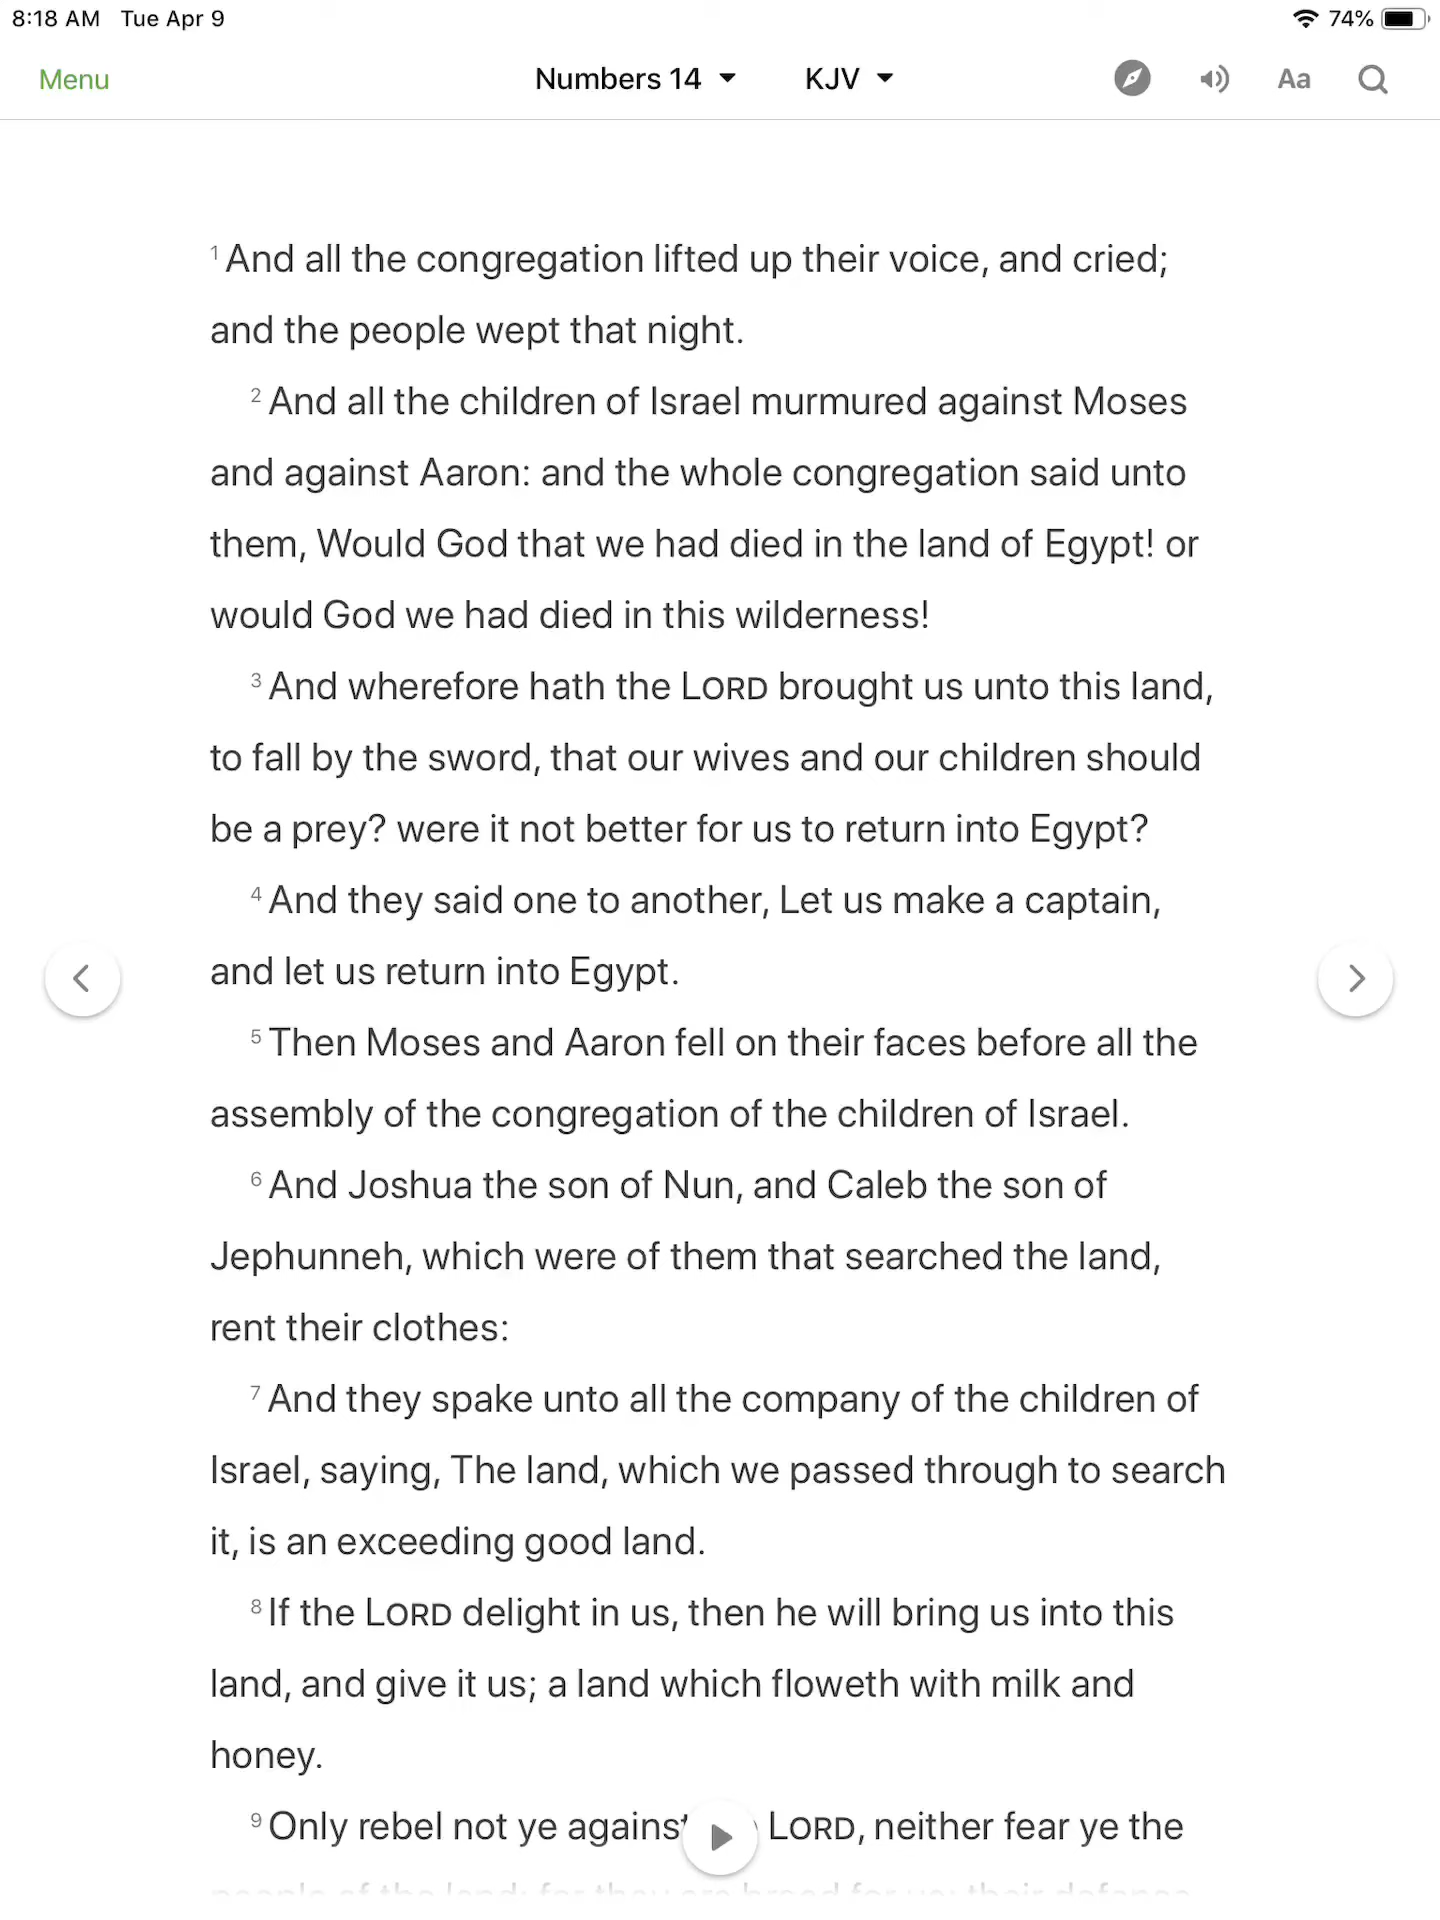 8:18 AM Tue Apr 9 74%
Menu Numbers 14 KJV Aa
1 And all the congregation lifted up their voice, and cried;
and the people wept that night.
2 And all the children of Israel murmured against Moses
and against Aaron: and the whole congregation said unto
them, Would God that we had died in the land of Egypt! or
would God we had died in this wilderness!
3 And wherefore hath the LORD brought us unto this land,
to fall by the sword, that our wives and our children should
be a prey? were it not better for us to return into Egypt?
4 And they said one to another, Let us make a captain,
and let us return into Egypt.
5 Then Moses and Aaron fell on their faces before all the
assembly of the congregation of the children of Israel.
6 And Joshua the son of Nun, and Caleb the son of
Jephunneh, which were of them that searched the land,
rent their clothes:
7 And they spake unto all the company of the children of
Israel, saying, The land, which we passed through to search
it, is an exceeding good land.
8 If the LORD delight in us, then he will bring us into this
land, and give it us; a land which floweth with milk and
honey.
9 Only rebel not ye against LORD, neither fear ye the